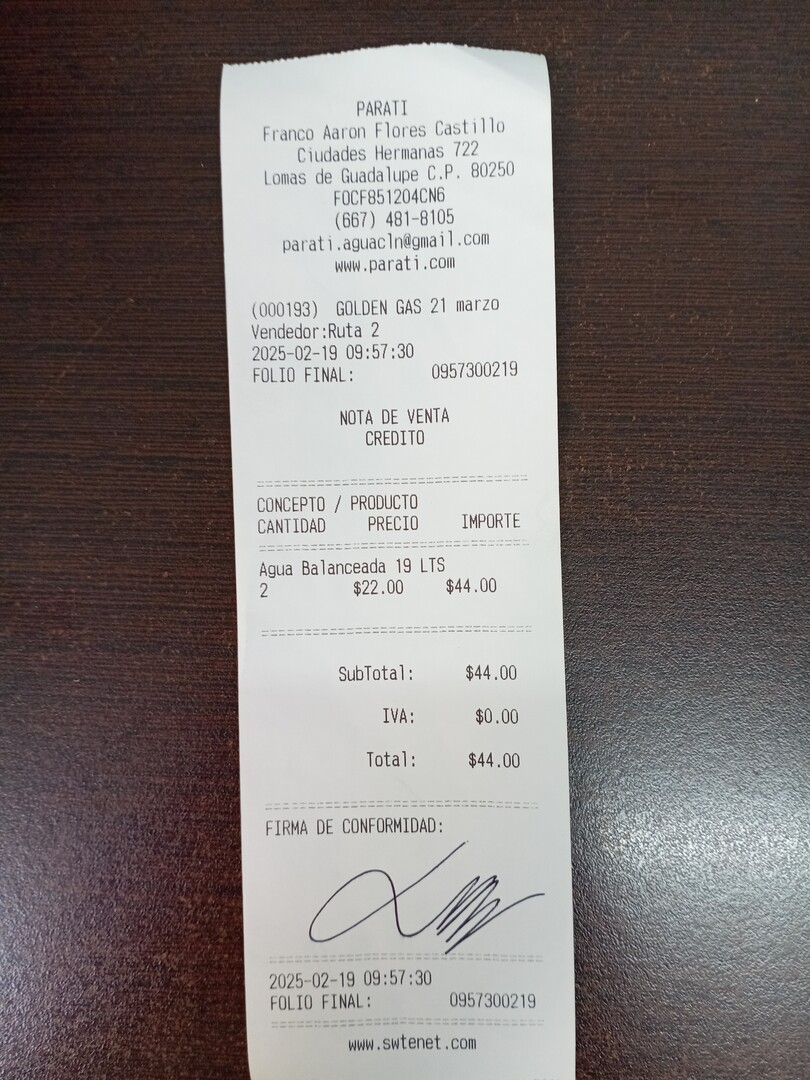 PARATI
Franco Aaron Flores Castillo
Ciudades Hermanas 722
Lomas de Guadalupe C.P. 80250
FOCF851204CN6
(667) 481-8105
parati.aguacln@gmail.com
www.parati.com
(000193) GOLDEN GAS 21 marzo
Vendedor:Ruta 2
2025-02-19 09:57:30
FOLIO FINAL: 0957300219
NOTA DE VENTA
CREDITO
CONCEPTO / PRODUCTO
CANTIDAD PRECIO IMPORTE
Agua Balanceada 19 LTS
2 $22.00 $44.00
SubTotal: $44.00
IVA: $0.00
Total: $44.00
FIRMA DE CONFORMIDAD:
2025-02-19 09:57:30
FOLIO FINAL: 0957300219
www.swtenet.com